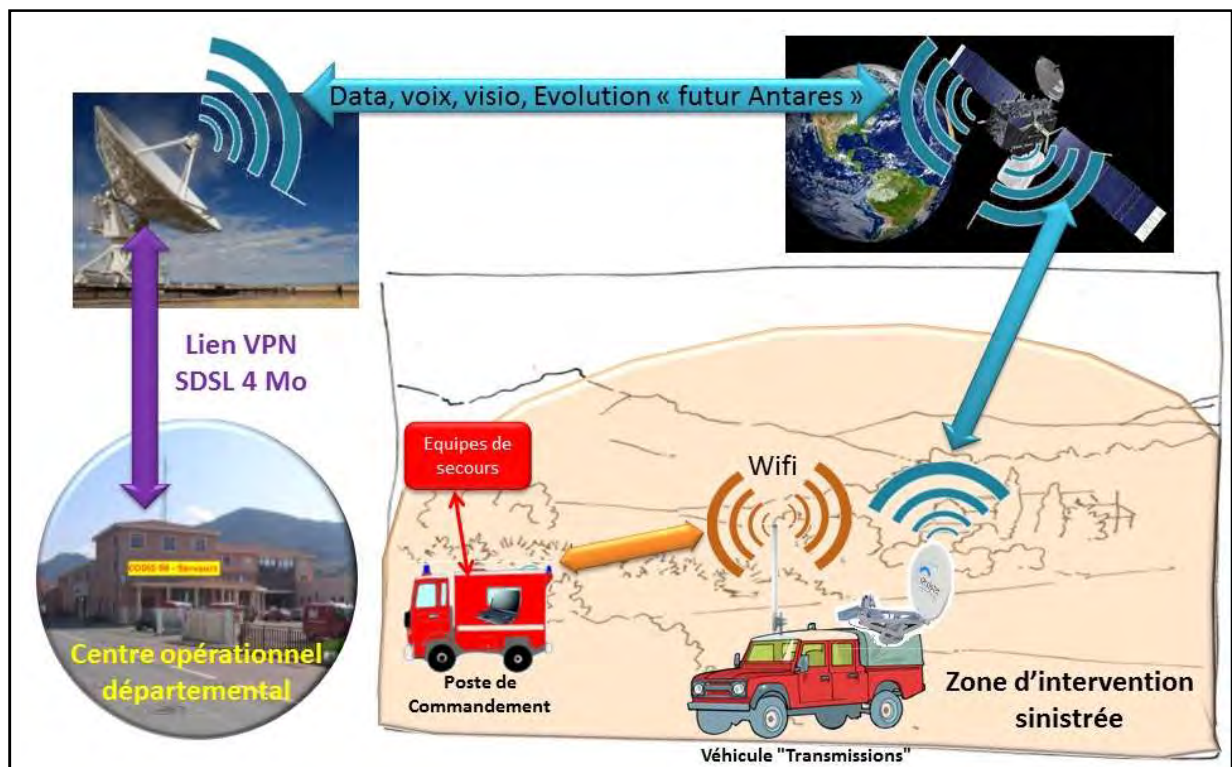 Data, voix, visio, Evolution « futur Antares »
Lien VPN
SDSL 4 Mo
Equipes de
secours
Wifi
Centre opérationnel
départemental
Poste de
Commandement
Zone d’intervention
sinistrée
Véhicule "Transmissions"